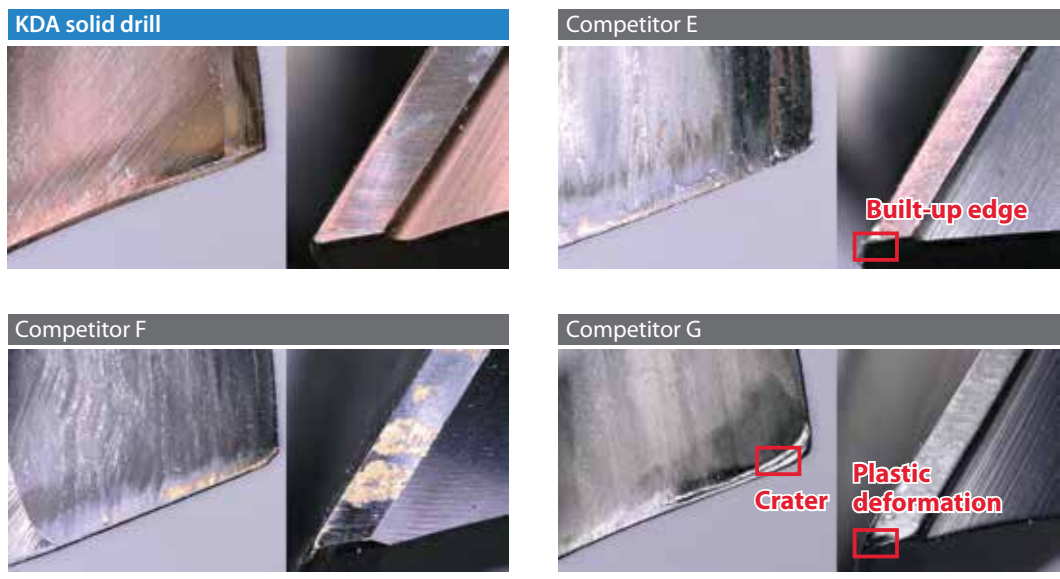 KDA solid drill
Competitor E
Built-up edge
Competitor F
Competitor G
Crater
Plastic
deformation